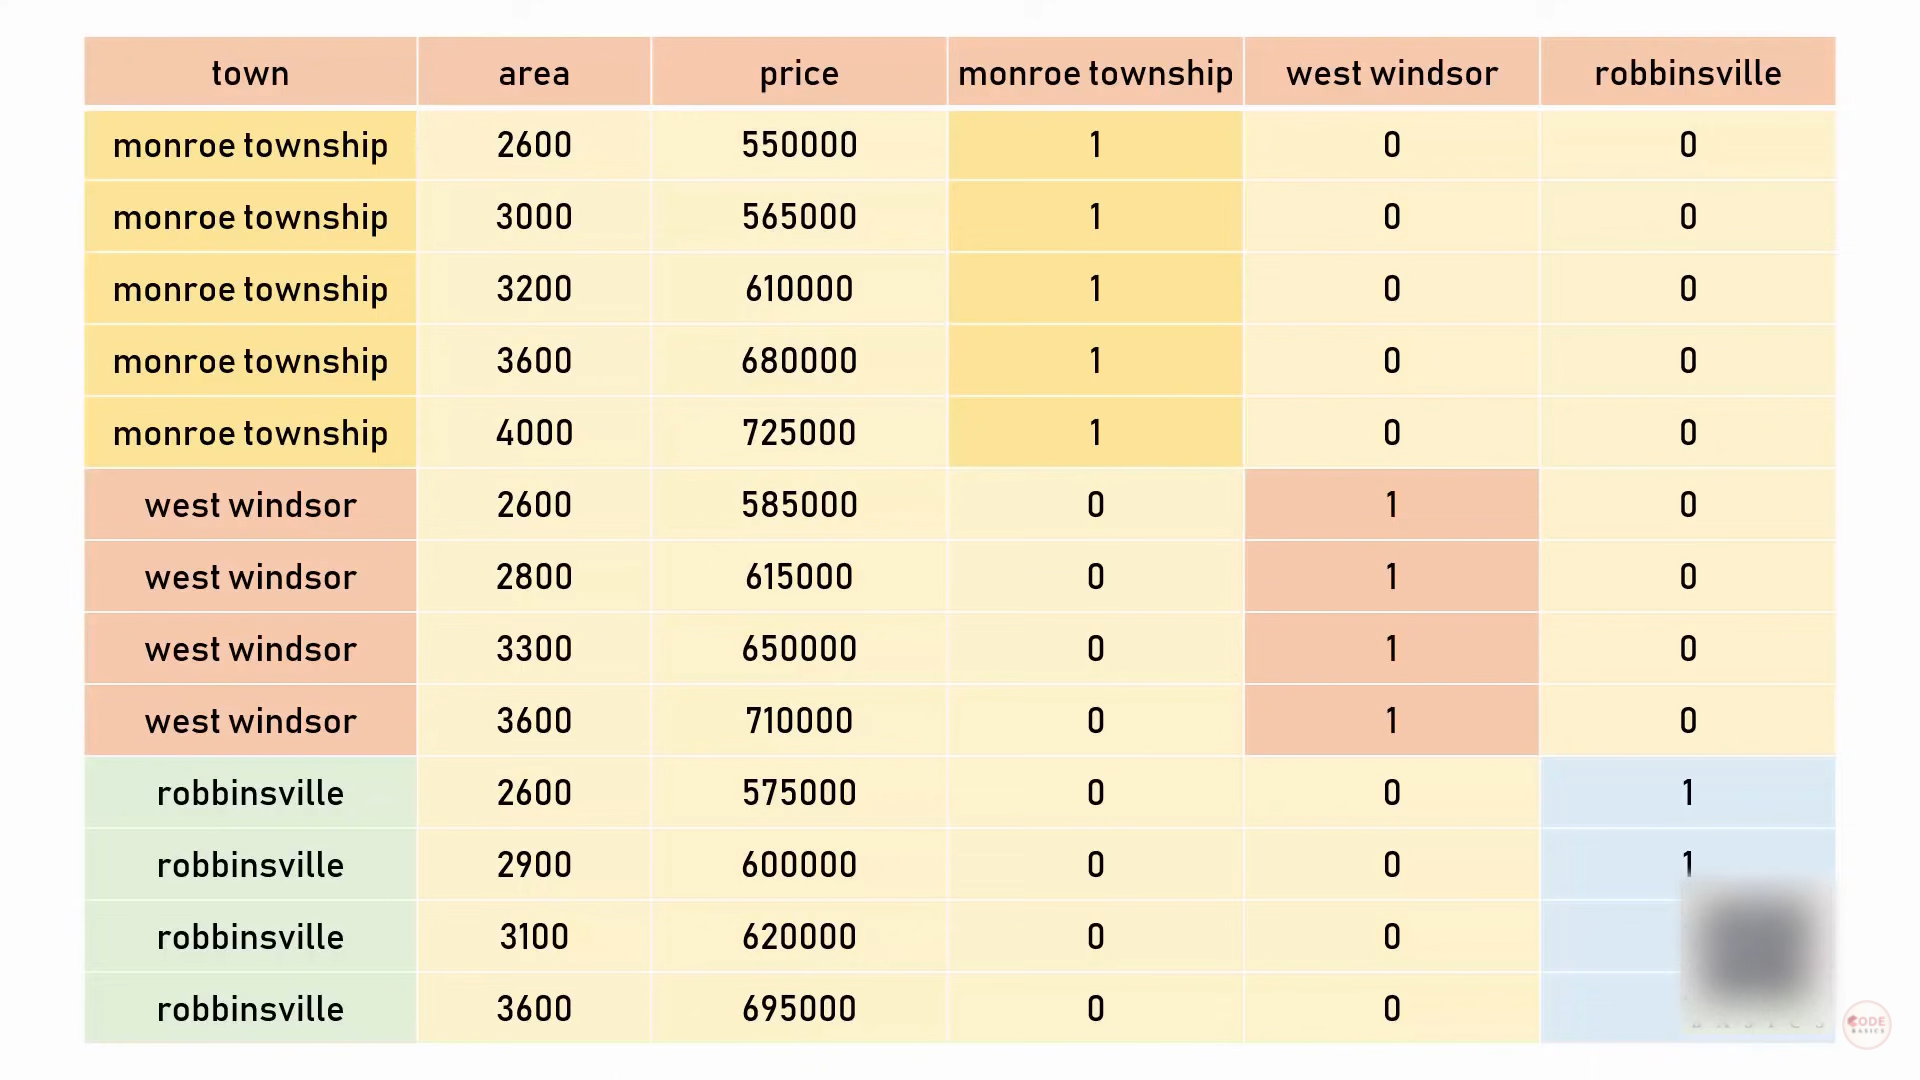 town area price monroe township west windsor robbinsville
monroe township 2600 550000 1 0 0
monroe township 3000 565000 1 0 0
monroe township 3200 610000 1 0 0
monroe township 3600 680000 1 0 0
monroe township 4000 725000 1 0 0
west windsor 2600 585000 0 1 0
west windsor 2800 615000 0 1 0
west windsor 3300 650000 0 1 0
west windsor 3600 710000 0 1 0
robbinsville 2600 575000 0 0 1
robbinsville 2900 600000 0 0 1
robbinsville 3100 620000 0 0
robbinsville 3600 695000 0 0
CODE
BASICS